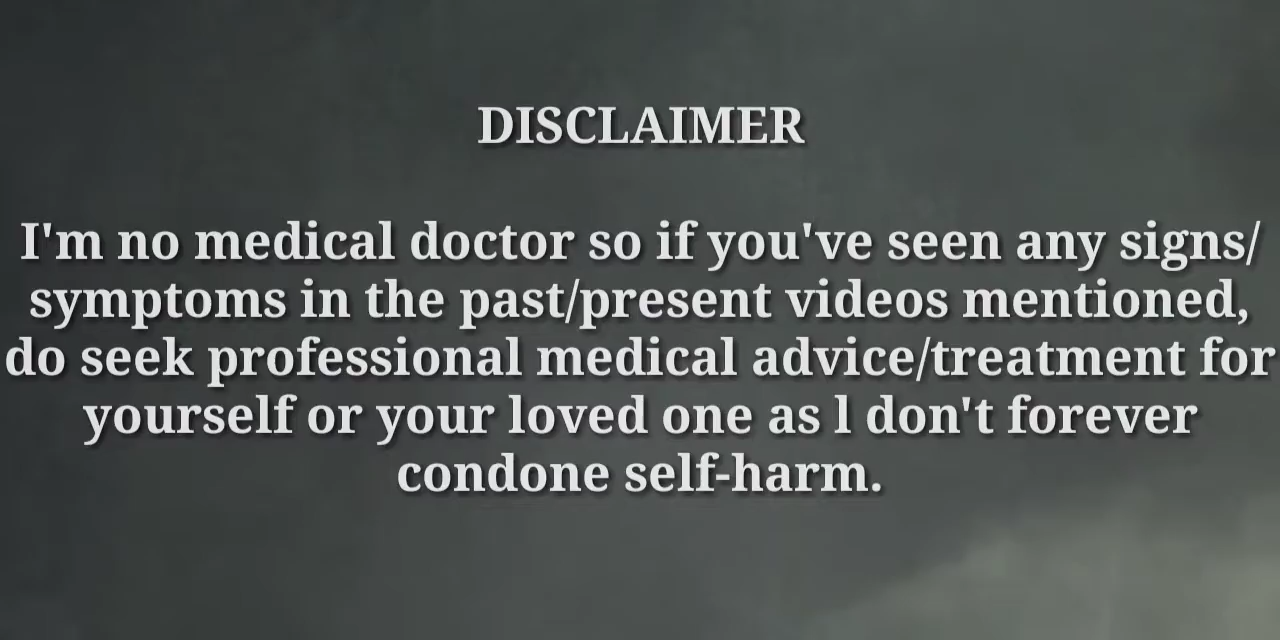 DISCLAIMER
I'm no medical doctor so if you've seen any signs/
symptoms in the past/present videos mentioned,
do seek professional medical advice/treatment for
yourself or your loved one as l don't forever
condone self-harm.